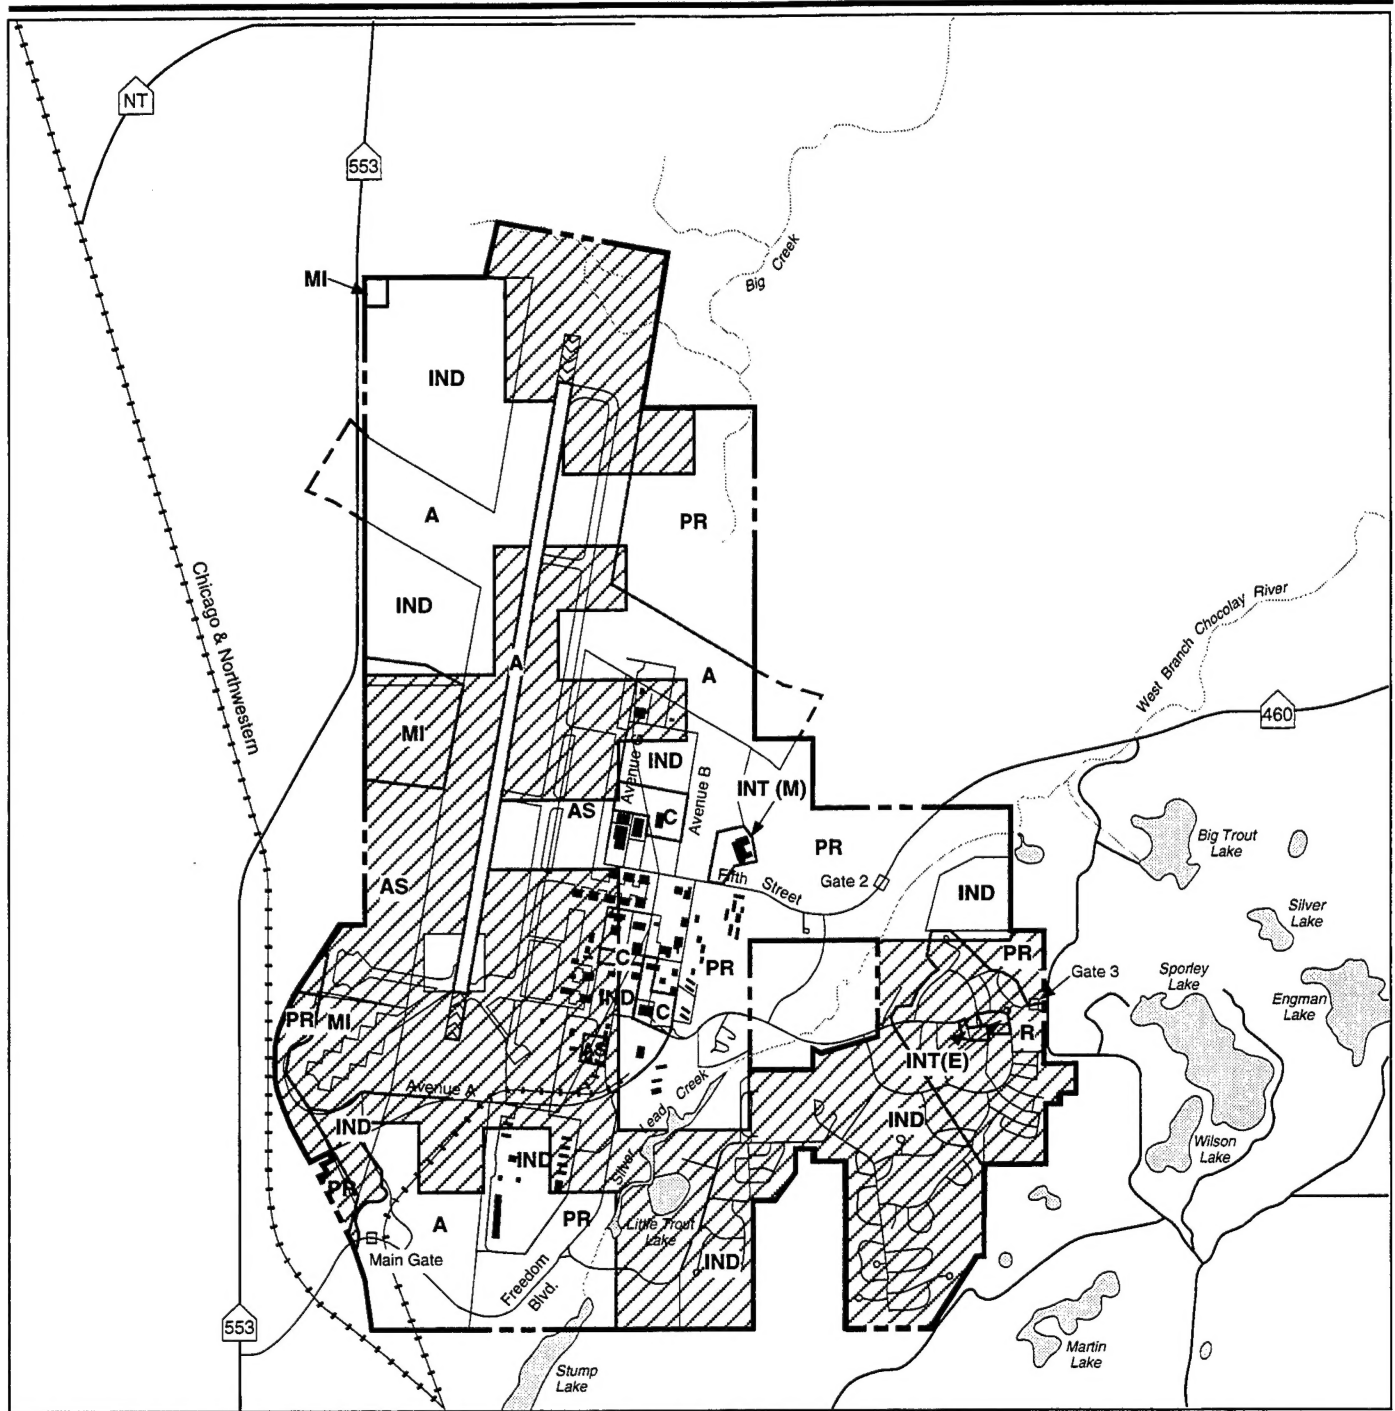 NT
553
Big Creek
MI
IND
A
PR
IND
Chicago & Northwestern
West Branch Chocolay River
A
A
460
MI
IND
Avenue C
Avenue B
INT (M)
AS
C
PR
Big Trout
Lake
AS
Fifth Street
Gate 2
IND
Silver
Lake
C
PR
PR
Gate 3
Sporley
Lake
Engman
Lake
IND
C
PR
MI
R
INT(E)
Avenue A
Silver Lead Creek
IND
IND
IND
Wilson
Lake
PR
A
PR
Little Trout
Lake
IND
Main Gate
Freedom
Blvd.
553
Stump
Lake
Martin
Lake